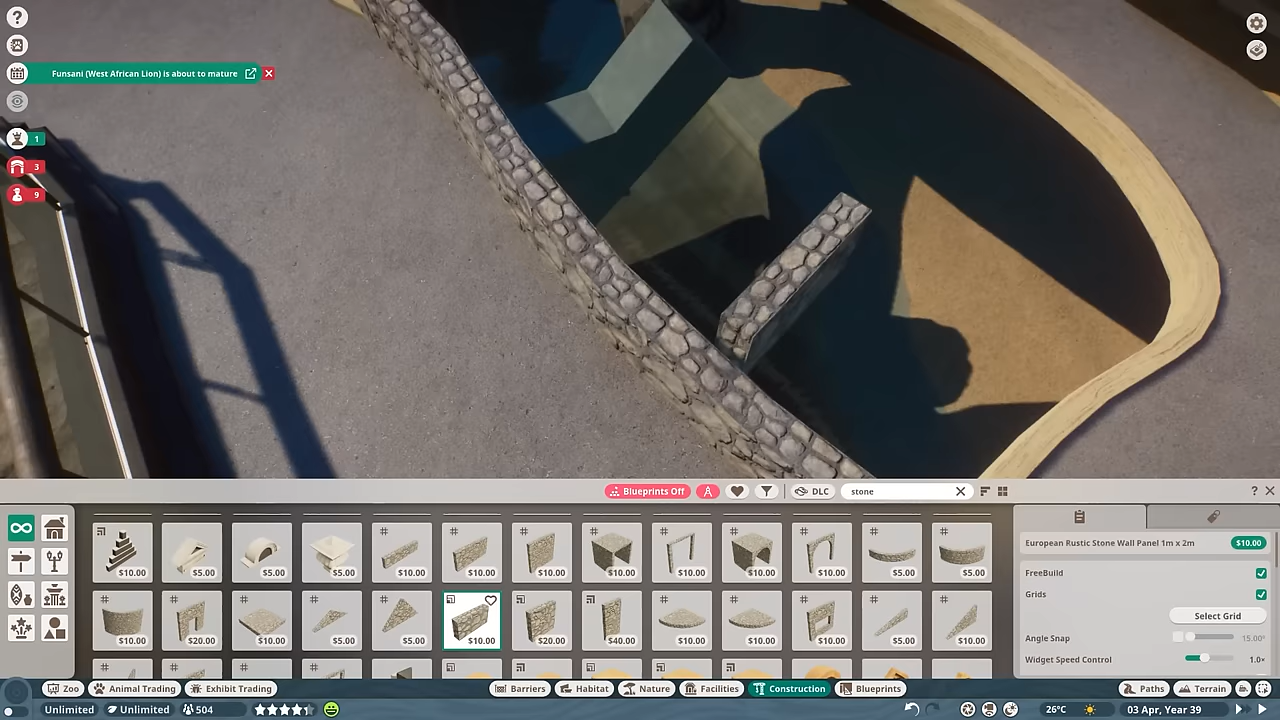 ?
Funsani (West African Lion) is about to mature
1
3
9
Blueprints Off
DLC
stone
?
$10.00 $5.00 $5.00 $5.00 $10.00 $10.00 $10.00 $10.00 $10.00 $10.00 $10.00 $5.00 $5.00
$10.00 $20.00 $10.00 $5.00 $5.00 $10.00 $20.00 $40.00 $10.00 $10.00 $10.00 $5.00 $10.00
European Rustic Stone Wall Panel 1m x 2m $10.00
FreeBuild
Grids
Select Grid
Angle Snap 15.00°
Widget Speed Control 1.0×
Zoo Animal Trading Exhibit Trading Barriers Habitat Nature Facilities Construction Blueprints Paths Terrain
Unlimited Unlimited 504 26°C 03 Apr, Year 39